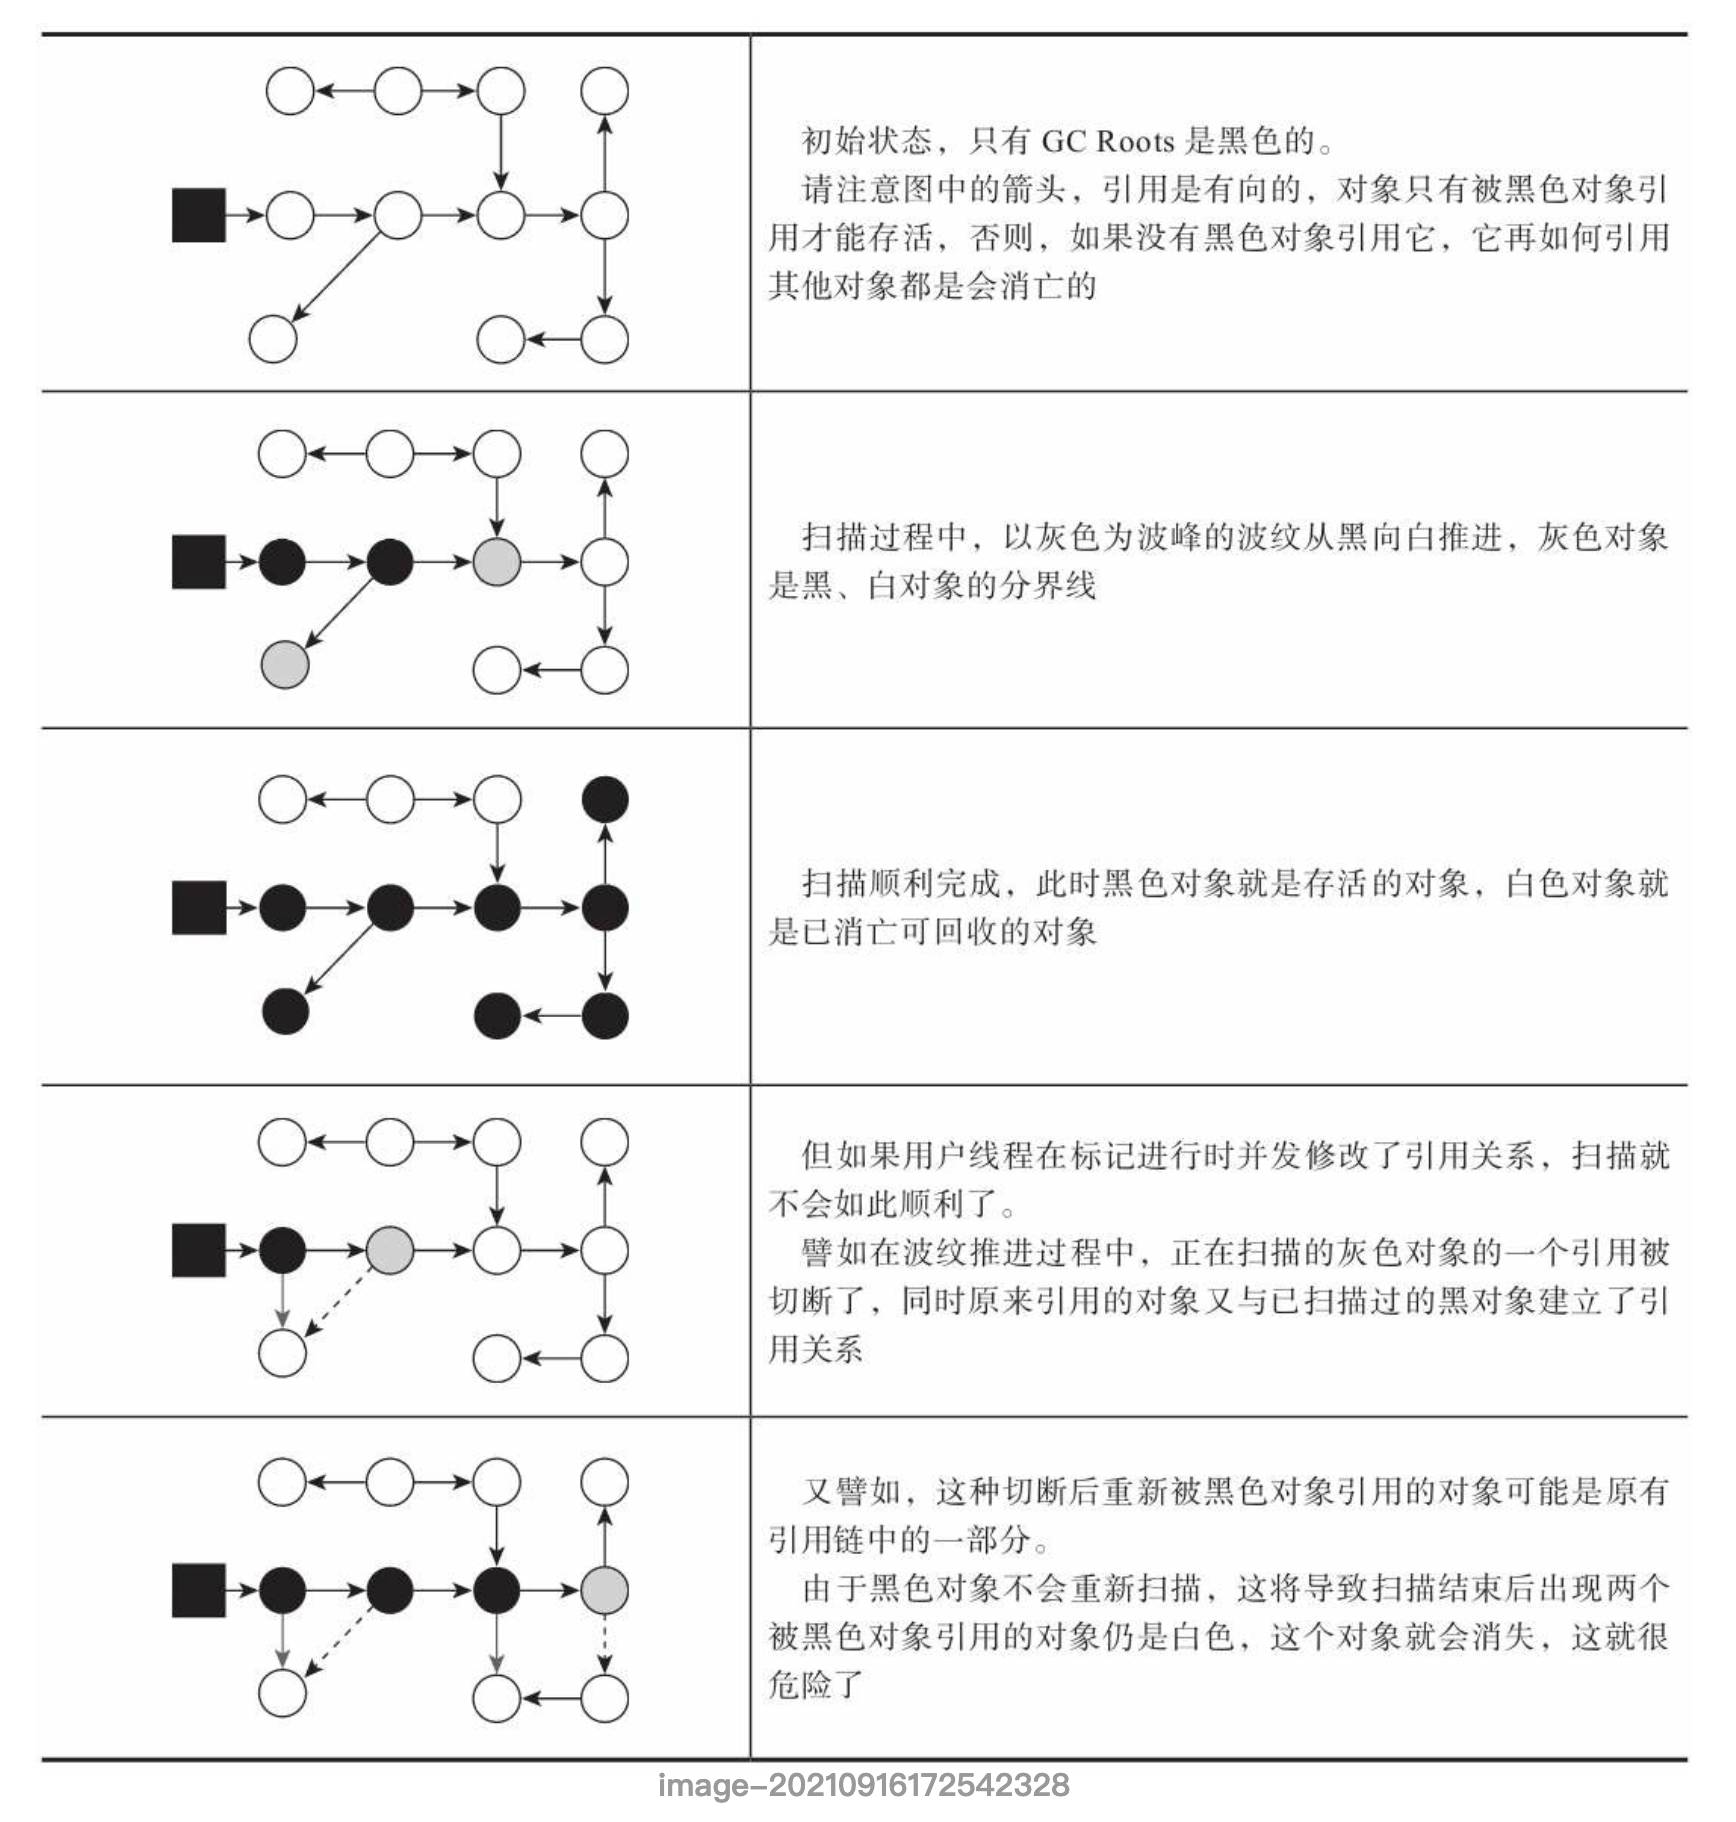 初始状态，只有 GC Roots 是黑色的。
请注意图中的箭头，引用是有向的，对象只有被黑色对象引
用才能存活，否则，如果没有黑色对象引用它，它再如何引用
其他对象都是会消亡的
扫描过程中，以灰色为波峰的波纹从黑向白推进，灰色对象
是黑、白对象的分界线
扫描顺利完成，此时黑色对象就是存活的对象，白色对象就
是已消亡可回收的对象
但如果用户线程在标记进行时并发修改了引用关系，扫描就
不会如此顺利了。
譬如在波纹推进过程中，正在扫描的灰色对象的一个引用被
切断了，同时原来引用的对象又与已扫描过的黑对象建立了引
用关系
又譬如，这种切断后重新被黑色对象引用的对象可能是原有
引用链中的一部分。
由于黑色对象不会重新扫描，这将导致扫描结束后出现两个
被黑色对象引用的对象仍是白色，这个对象就会消失，这就很
危险了
image-20210916172542328